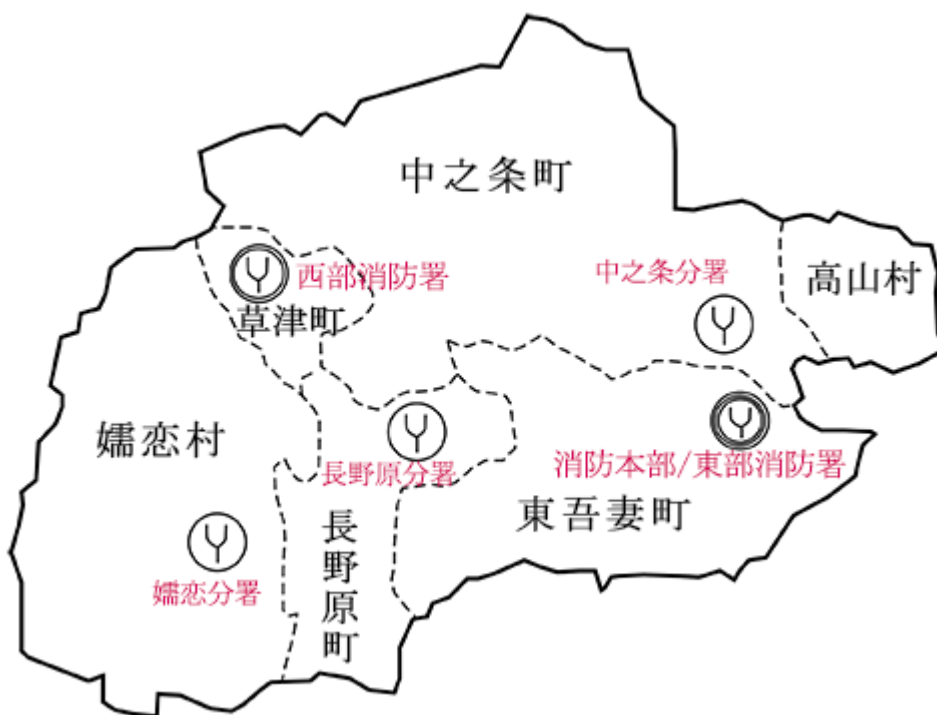 中之条町
西部消防署
中之条分署
高山村
草津町
嬬恋村
長野原分署
消防本部/東部消防署
東吾妻町
長野原町
嬬恋分署